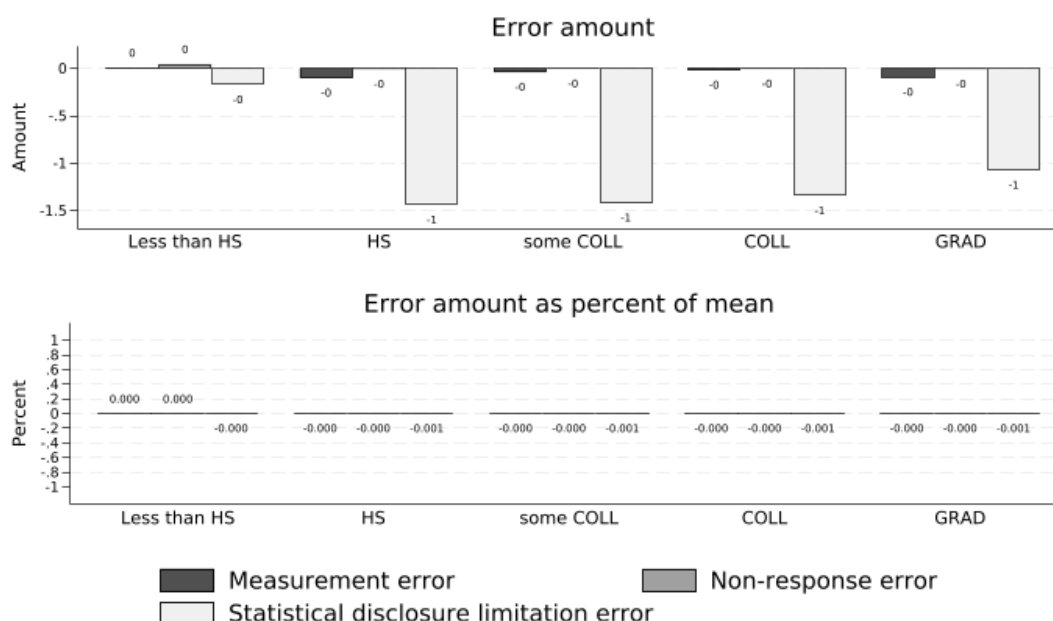 Error amount
Amount
0
-.5
-1
-1.5
0 0 -0
-0 -0 -1
-0 -0 -1
-0 -0 -1
-0 -0 -1
Less than HS HS some COLL COLL GRAD
Error amount as percent of mean
Percent
1
.8
.6
.4
.2
0
-.2
-.4
-.6
-.8
-1
0.000 0.000 -0.000
-0.000 -0.000 -0.001
-0.000 -0.000 -0.001
-0.000 -0.000 -0.001
-0.000 -0.000 -0.001
Less than HS HS some COLL COLL GRAD
Measurement error Non-response error
Statistical disclosure limitation error